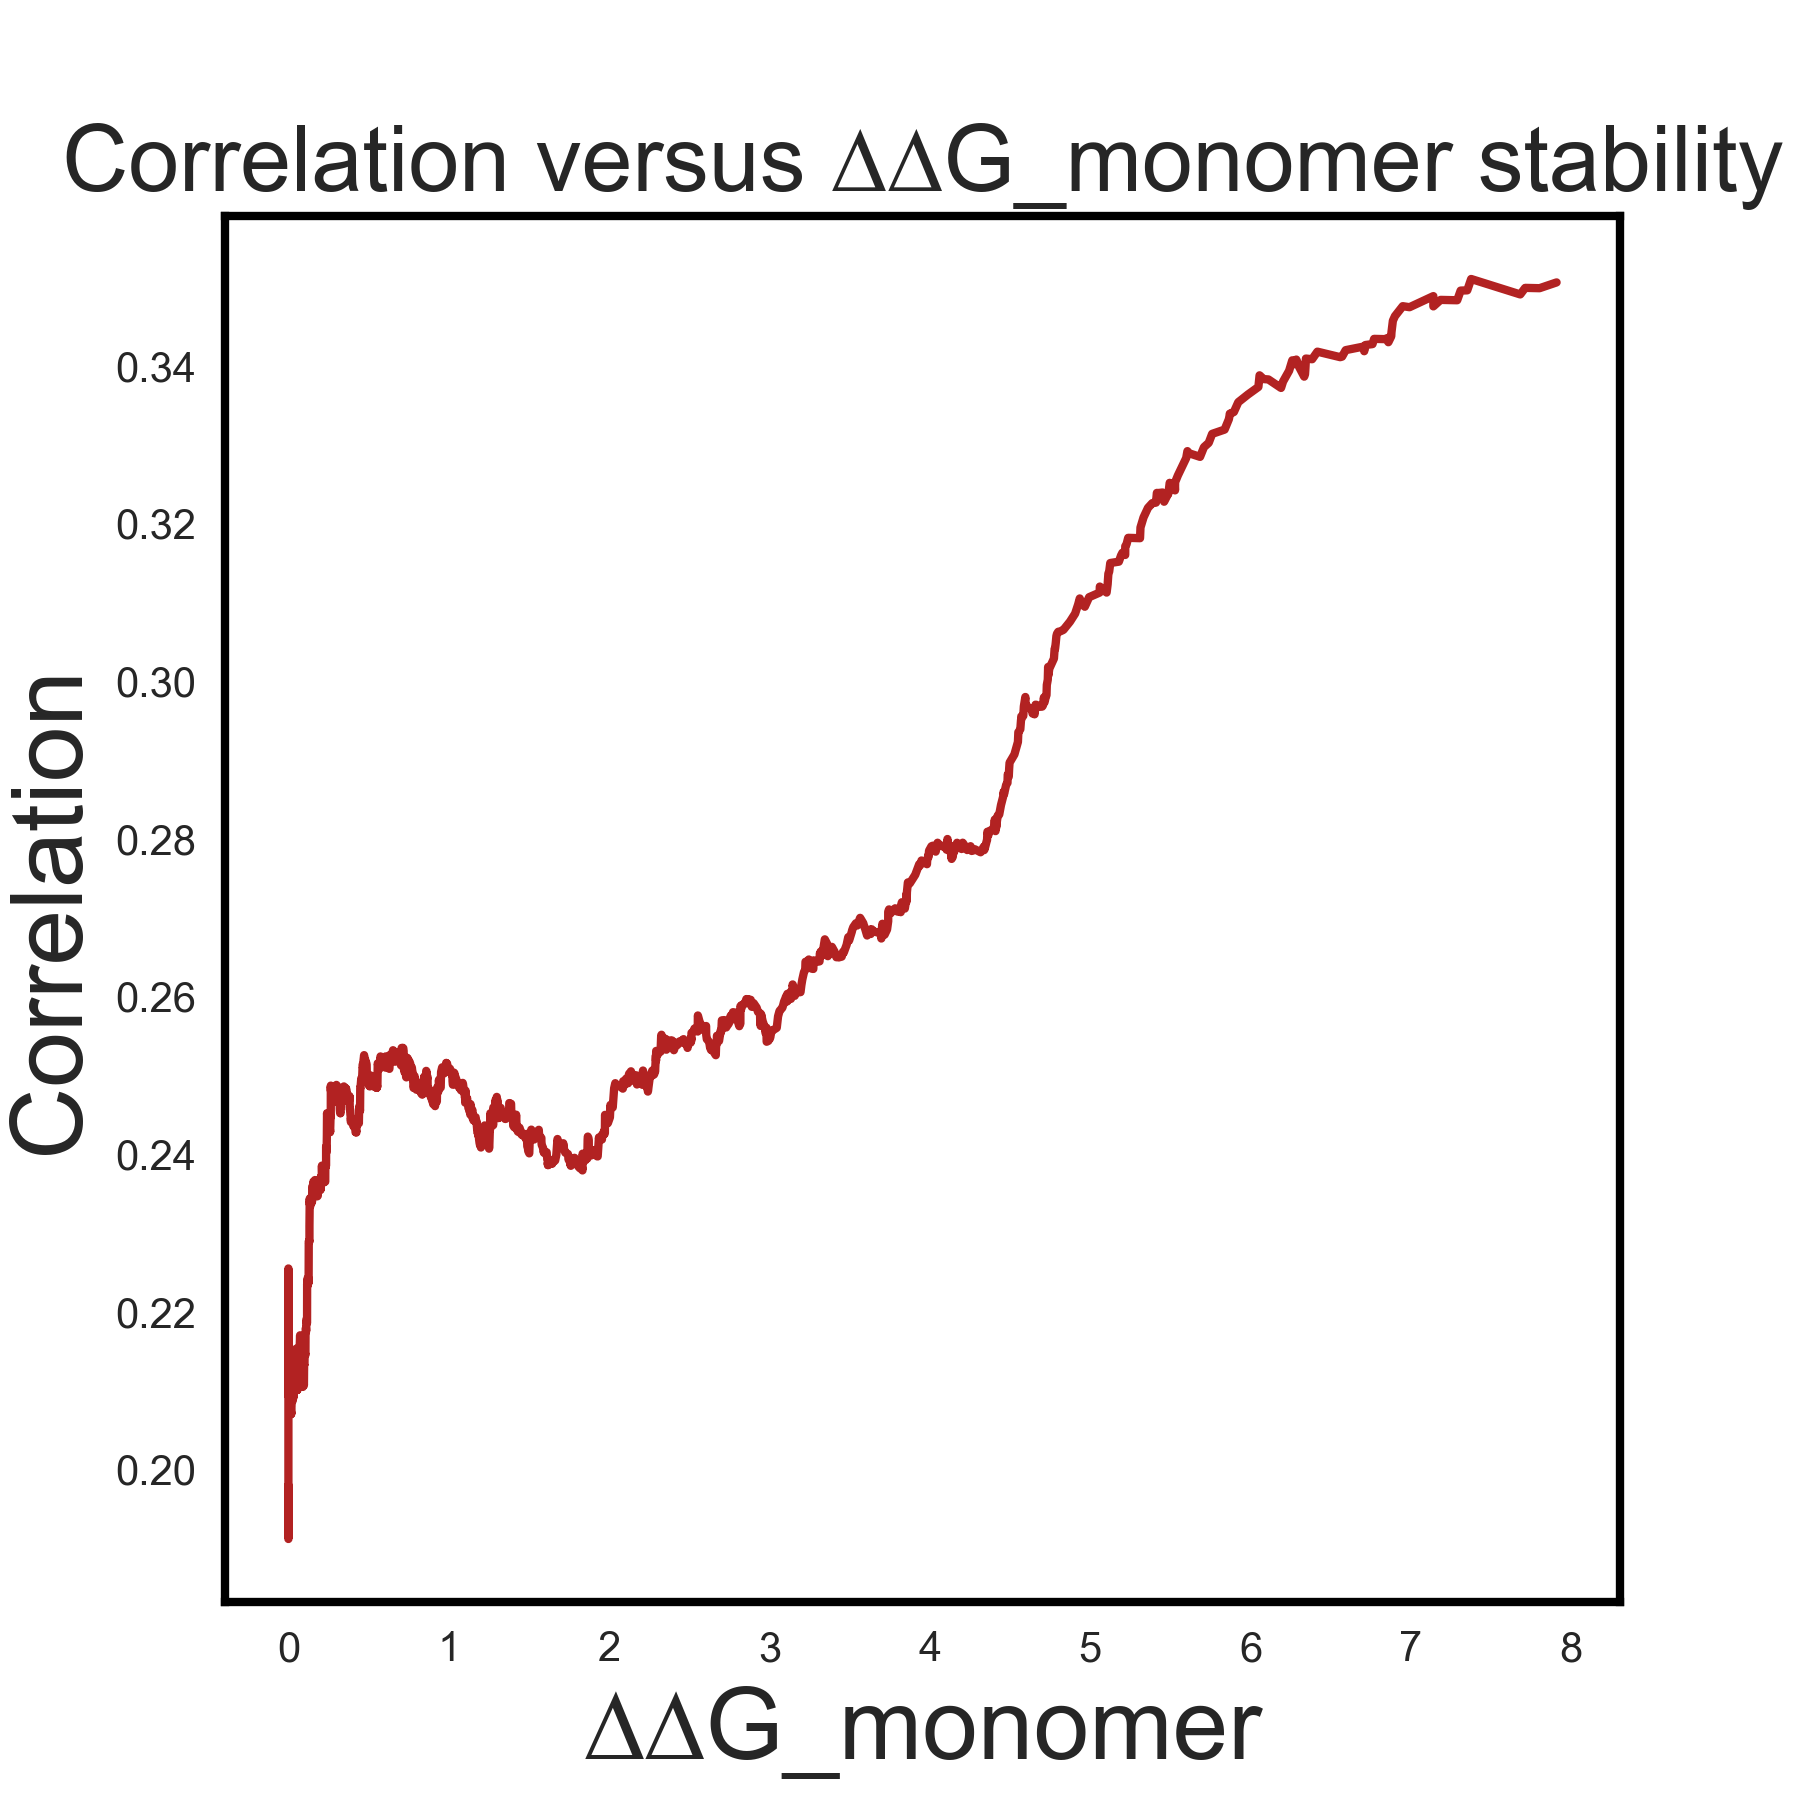 Correlation versus ΔΔG_monomer stability
Correlation
0.34
0.32
0.30
0.28
0.26
0.24
0.22
0.20
0 1 2 3 4 5 6 7 8
ΔΔG_monomer